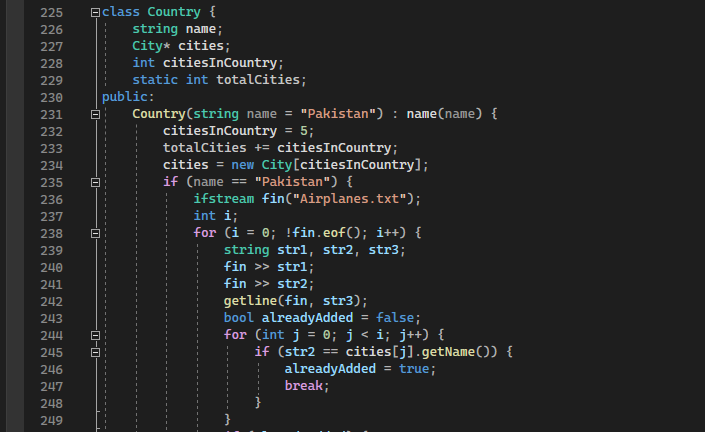 225 class Country {
226 string name;
227 City* cities;
228 int citiesInCountry;
229 static int totalCities;
230 public:
231 Country(string name = "Pakistan") : name(name) {
232 citiesInCountry = 5;
233 totalCities += citiesInCountry;
234 cities = new City[citiesInCountry];
235 if (name == "Pakistan") {
236 ifstream fin("Airplanes.txt");
237 int i;
238 for (i = 0; !fin.eof(); i++) {
239 string str1, str2, str3;
240 fin >> str1;
241 fin >> str2;
242 getline(fin, str3);
243 bool alreadyAdded = false;
244 for (int j = 0; j < i; j++) {
245 if (str2 == cities[j].getName()) {
246 alreadyAdded = true;
247 break;
248 }
249 }